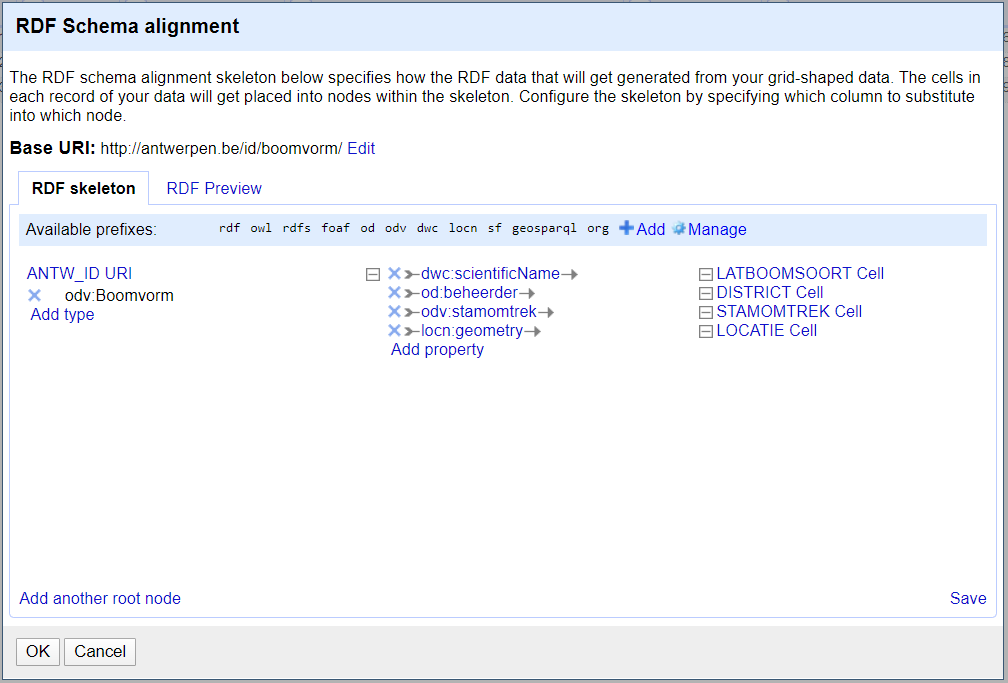 RDF Schema alignment
The RDF schema alignment skeleton below specifies how the RDF data that will get generated from your grid-shaped data. The cells in
each record of your data will get placed into nodes within the skeleton. Configure the skeleton by specifying which column to substitute
into which node.
Base URI: http://antwerpen.be/id/boomvorm/ Edit
RDF skeleton RDF Preview
Available prefixes: rdf owl rdfs foaf od odv dwc locn sf geosparql org Add Manage
ANTW_ID URI dwc:scientificName LATBOOMSOORT Cell
odv:Boomvorm od:beheerder DISTRICT Cell
Add type odv:stamomtrek STAMOMTREK Cell
locn:geometry LOCATIE Cell
Add property
Add another root node Save
OK Cancel